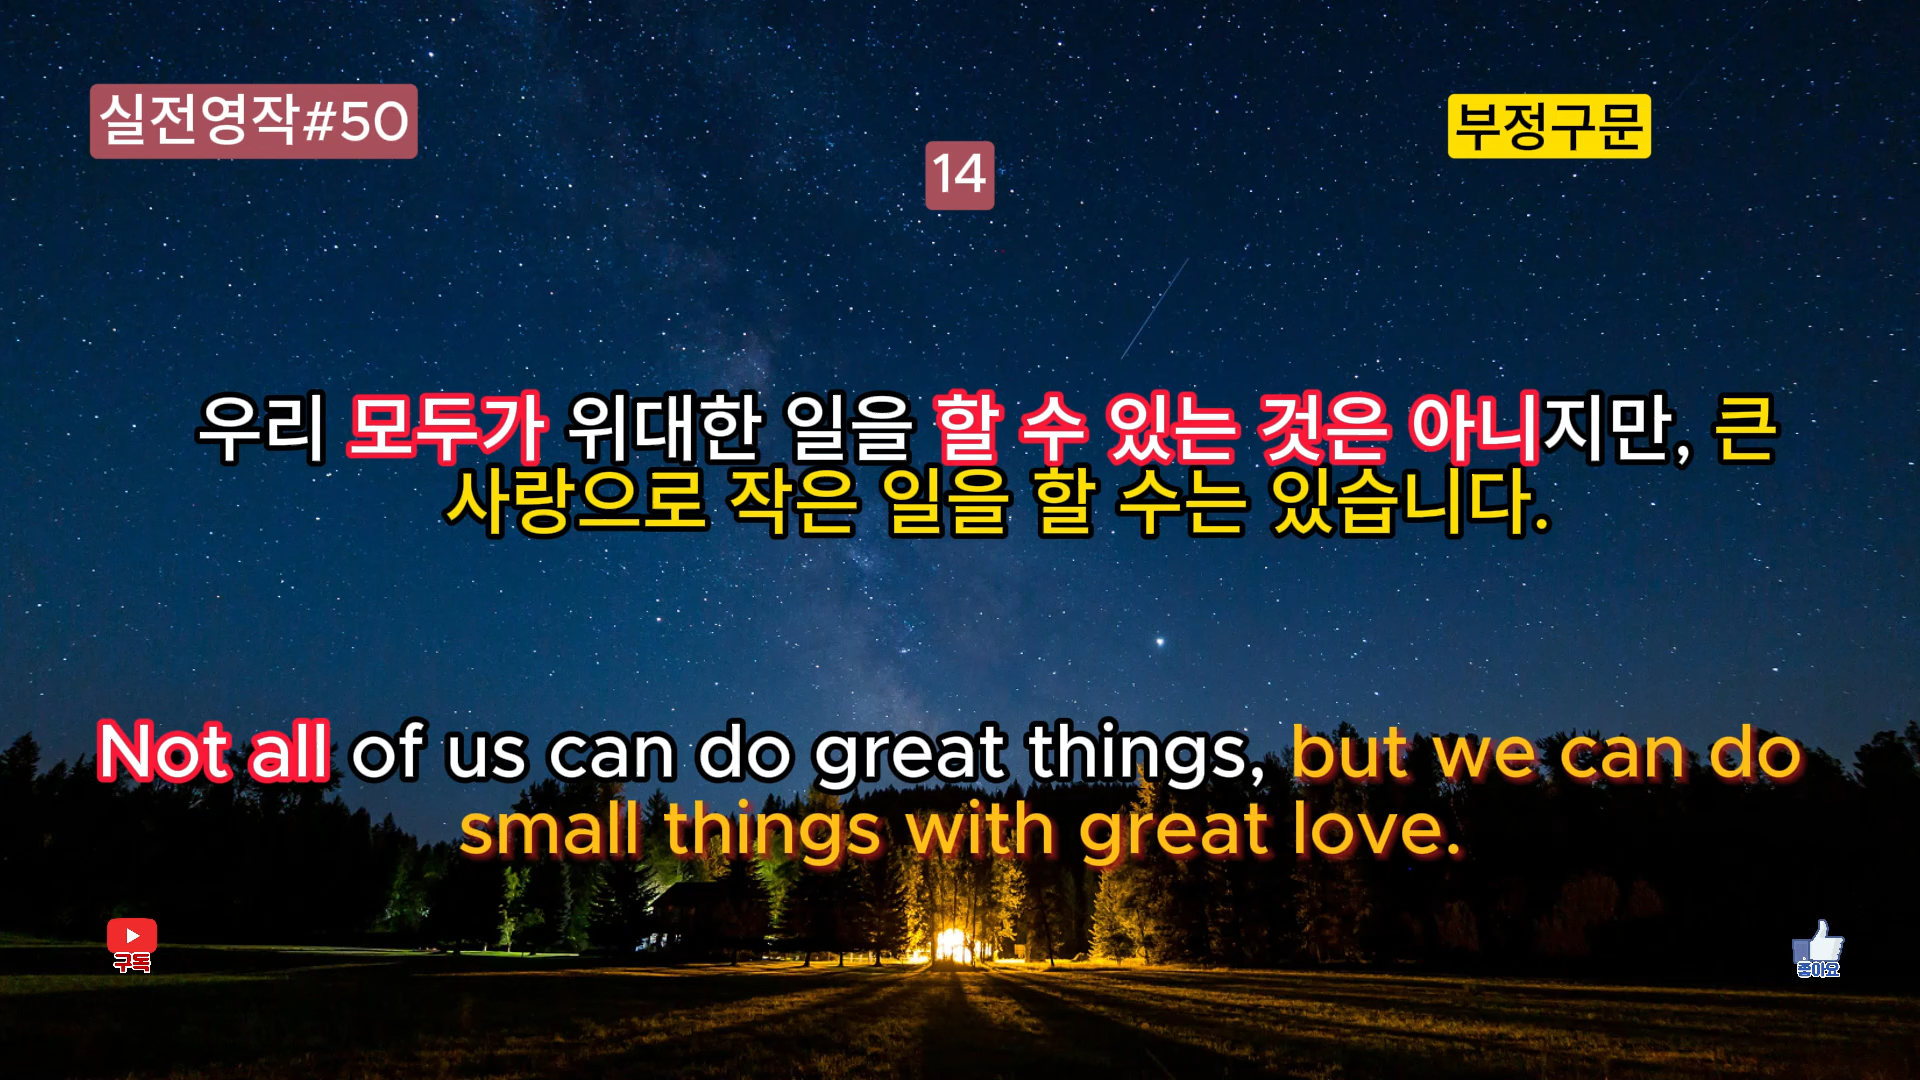 실전영작#50
부정구문
14
우리 모두가 위대한 일을 할 수 있는 것은 아니지만, 큰
사랑으로 작은 일을 할 수는 있습니다.
Not all of us can do great things, but we can do
small things with great love.
구독
좋아요